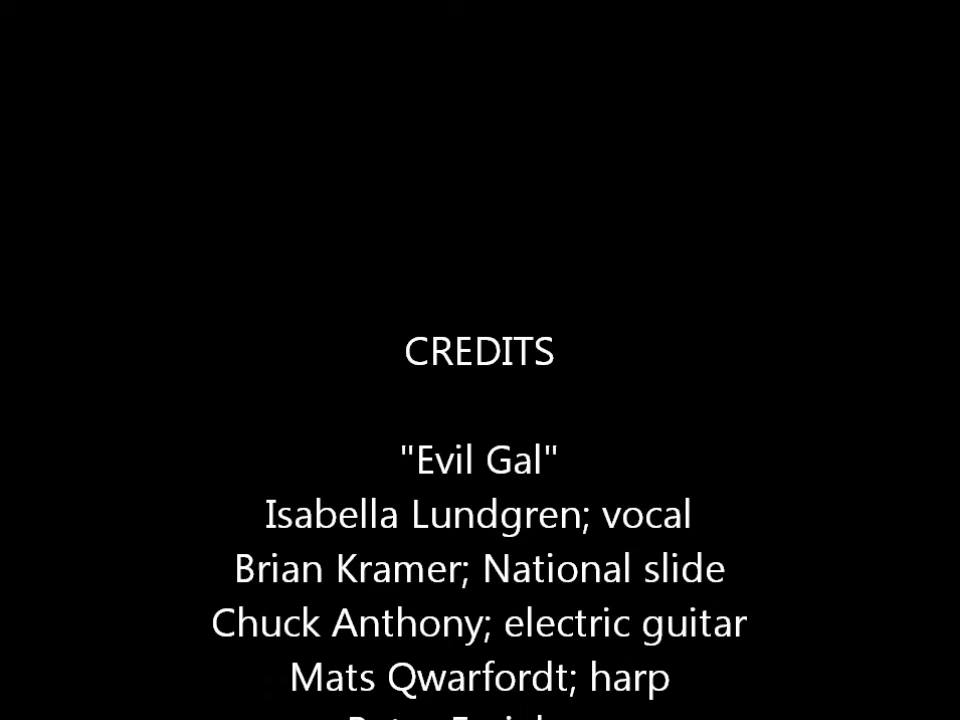 CREDITS
"Evil Gal"
Isabella Lundgren; vocal
Brian Kramer; National slide
Chuck Anthony; electric guitar
Mats Qwarfordt; harp